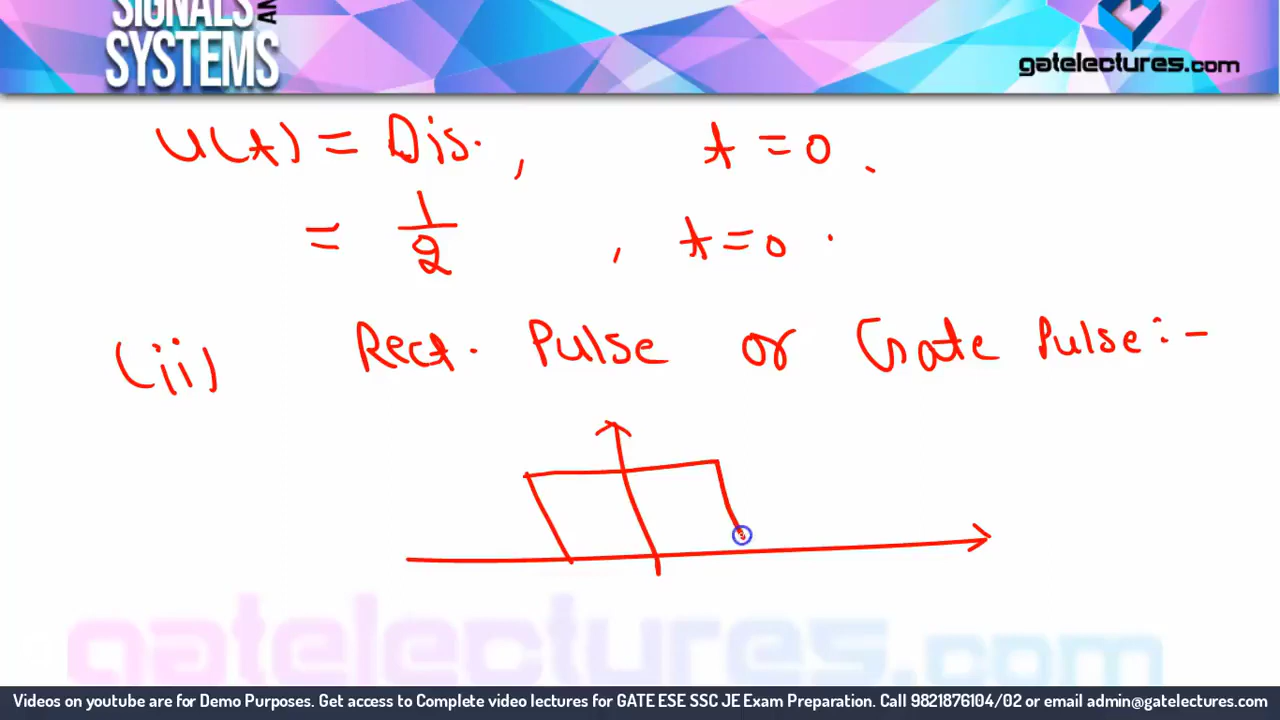 SIGNALS AND
SYSTEMS
gatelectures.com
u(t) = Dis. , t = 0 .
= 1/2 , t = 0 .
(ii) Rect. Pulse or Gate Pulse :-
gatelectures.com
Videos on youtube are for Demo Purposes. Get access to Complete video lectures for GATE ESE SSC JE Exam Preparation. Call 9821876104/02 or email admin@gatelectures.com